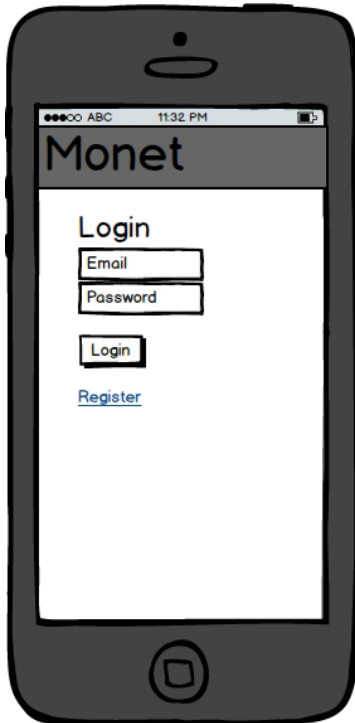 ABC 11:32 PM
Monet
Login
Email
Password
Login
Register